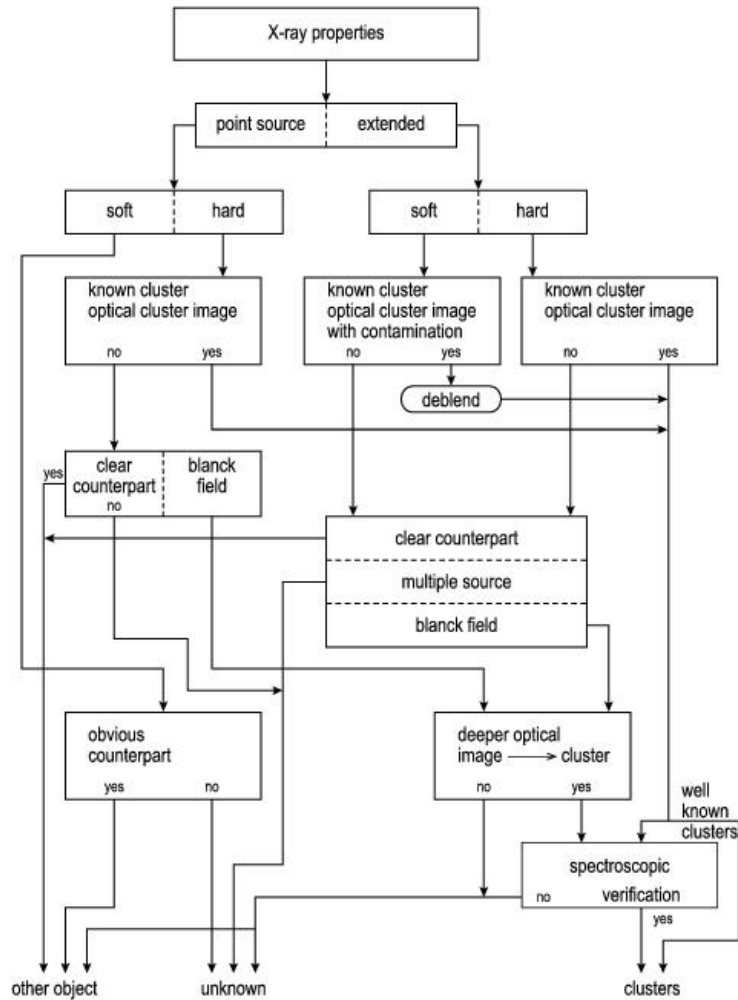 X-ray properties
point source
extended
soft
hard
soft
hard
known cluster
optical cluster image
no
yes
known cluster
optical cluster image
with contamination
no
yes
known cluster
optical cluster image
no
yes
deblend
yes
clear
counterpart
no
blanck
field
clear counterpart
multiple source
blanck field
obvious
counterpart
yes
no
deeper optical
image → cluster
no
yes
well
known
clusters
spectroscopic
verification
no
yes
other object
unknown
clusters